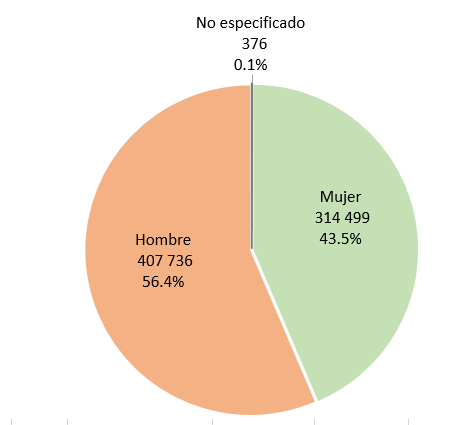 No especificado
376
0.1%
Mujer
314 499
43.5%
Hombre
407 736
56.4%